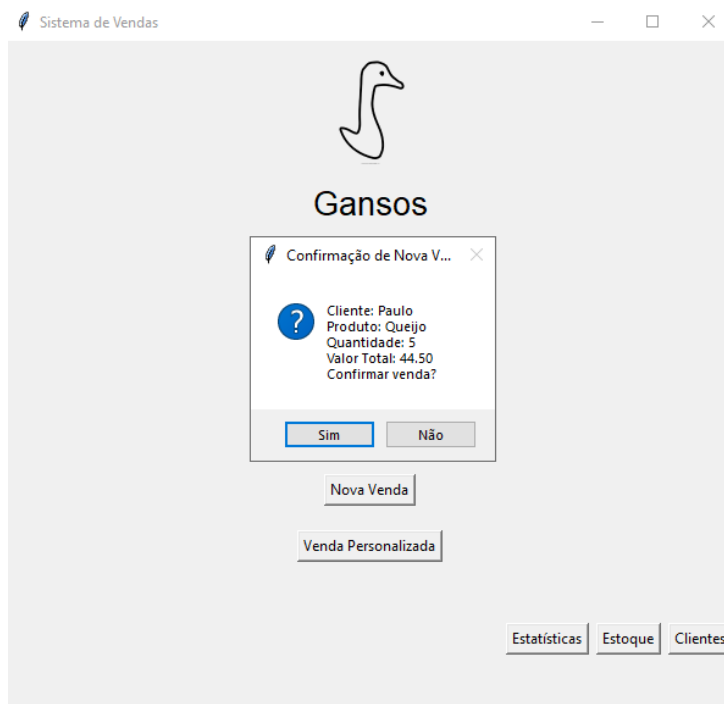 Sistema de Vendas
Gansos
Confirmação de Nova V...
Cliente: Paulo
Produto: Queijo
Quantidade: 5
Valor Total: 44.50
Confirmar venda?
Sim Não
Nova Venda
Venda Personalizada
Estatísticas Estoque Clientes